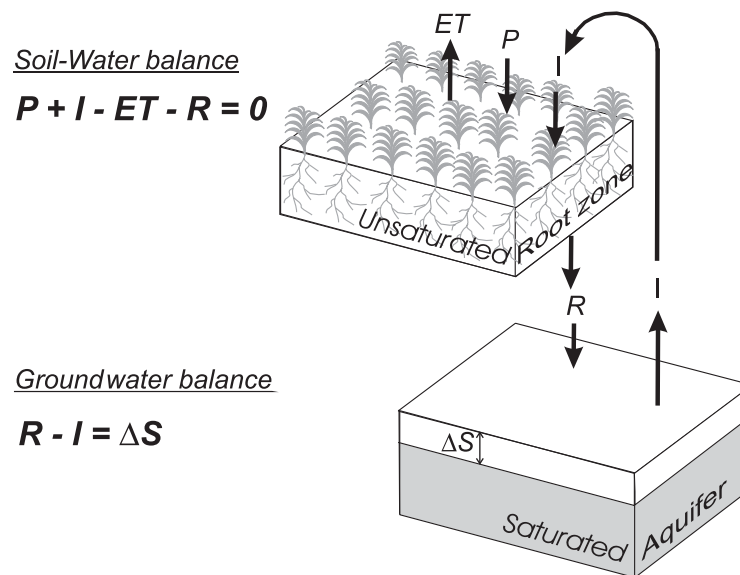 Soil-Water balance
P + I - ET - R = 0
ET
P
I
Unsaturated Root zone
R
I
Groundwater balance
R - I = ΔS
ΔS
Saturated Aquifer